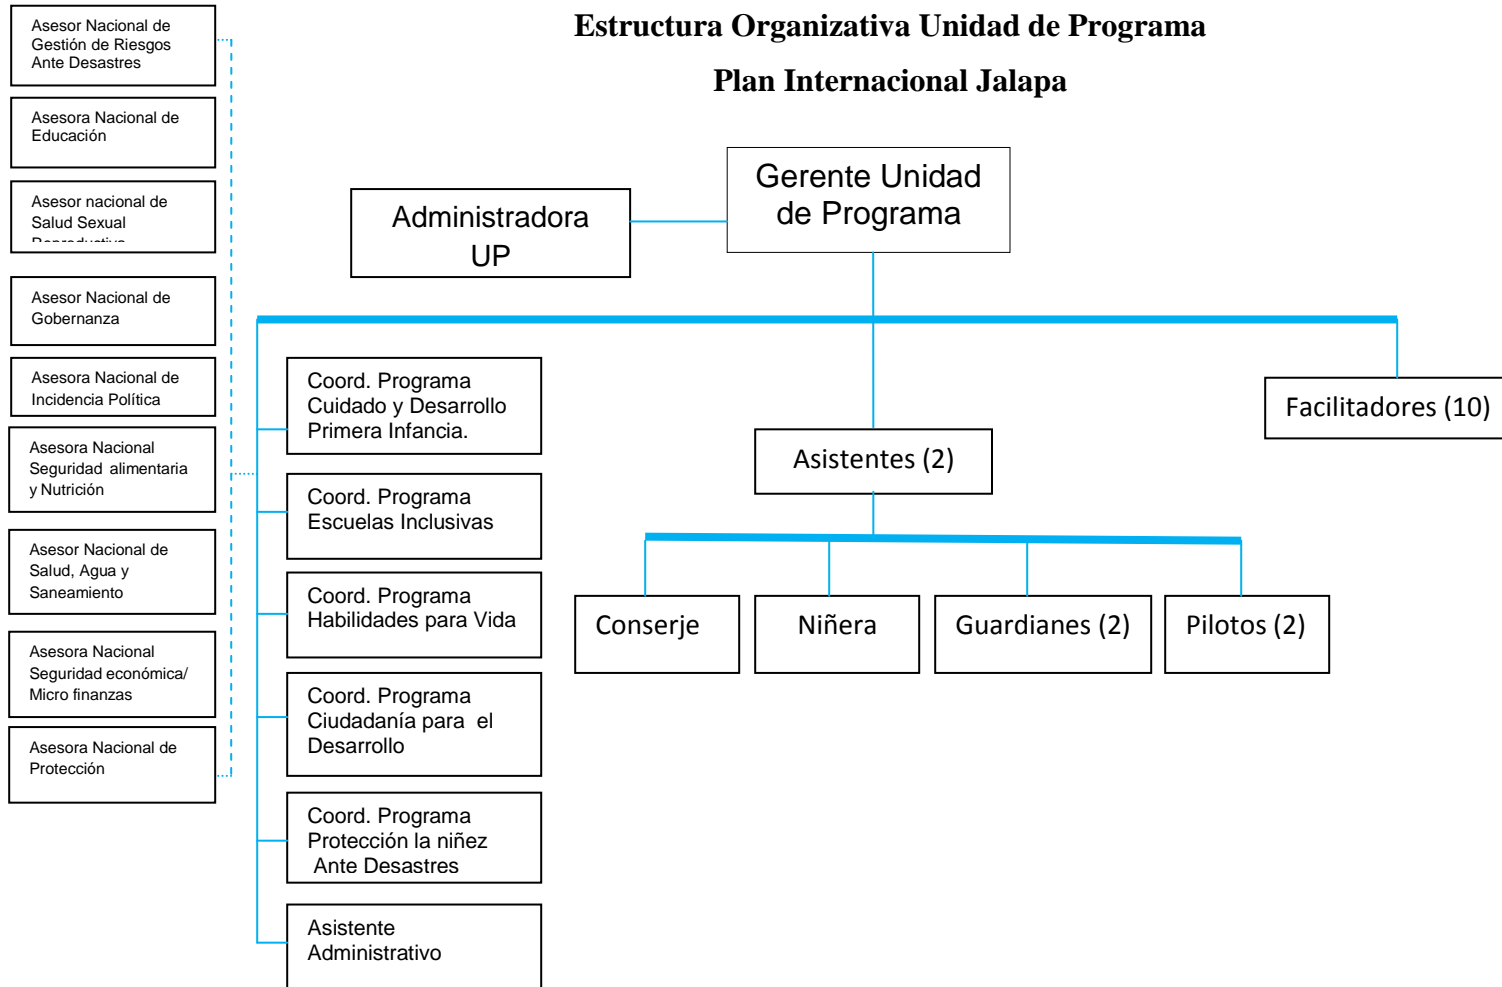 Estructura Organizativa Unidad de Programa
Plan Internacional Jalapa
Asesor Nacional de
Gestión de Riesgos
Ante Desastres
Asesora Nacional de
Educación
Asesor nacional de
Salud Sexual
Asesor Nacional de
Gobernanza
Asesora Nacional de
Incidencia Política
Asesora Nacional
Seguridad alimentaria
y Nutrición
Asesor Nacional de
Salud, Agua y
Saneamiento
Asesora Nacional
Seguridad económica/
Micro finanzas
Asesora Nacional de
Protección
Administradora
UP
Gerente Unidad
de Programa
Coord. Programa
Cuidado y Desarrollo
Primera Infancia.
Coord. Programa
Escuelas Inclusivas
Coord. Programa
Habilidades para Vida
Coord. Programa
Ciudadanía para el
Desarrollo
Coord. Programa
Protección la niñez
Ante Desastres
Asistente
Administrativo
Asistentes (2)
Facilitadores (10)
Conserje
Niñera
Guardianes (2)
Pilotos (2)